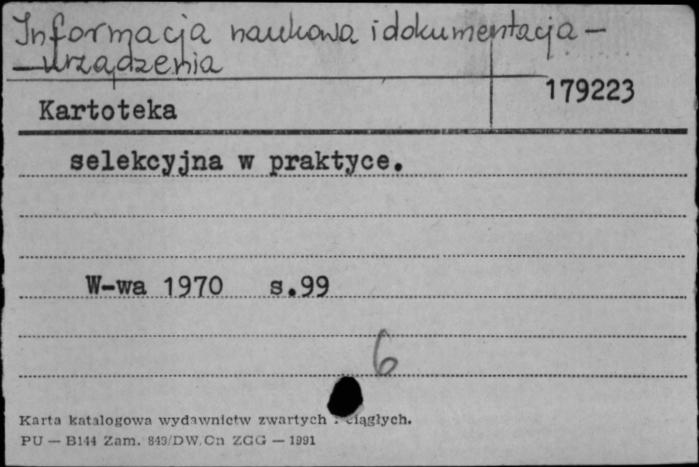 Informacja naukowa i dokumentacja —
— urządzenia
179223
Kartoteka
selekcyjna w praktyce.
W-wa 1970 s.99
6
Karta katalogowa wydawnictw zwartych i ciągłych.
PU — B144 Zam. 849/DW.Cn ZGG — 1991